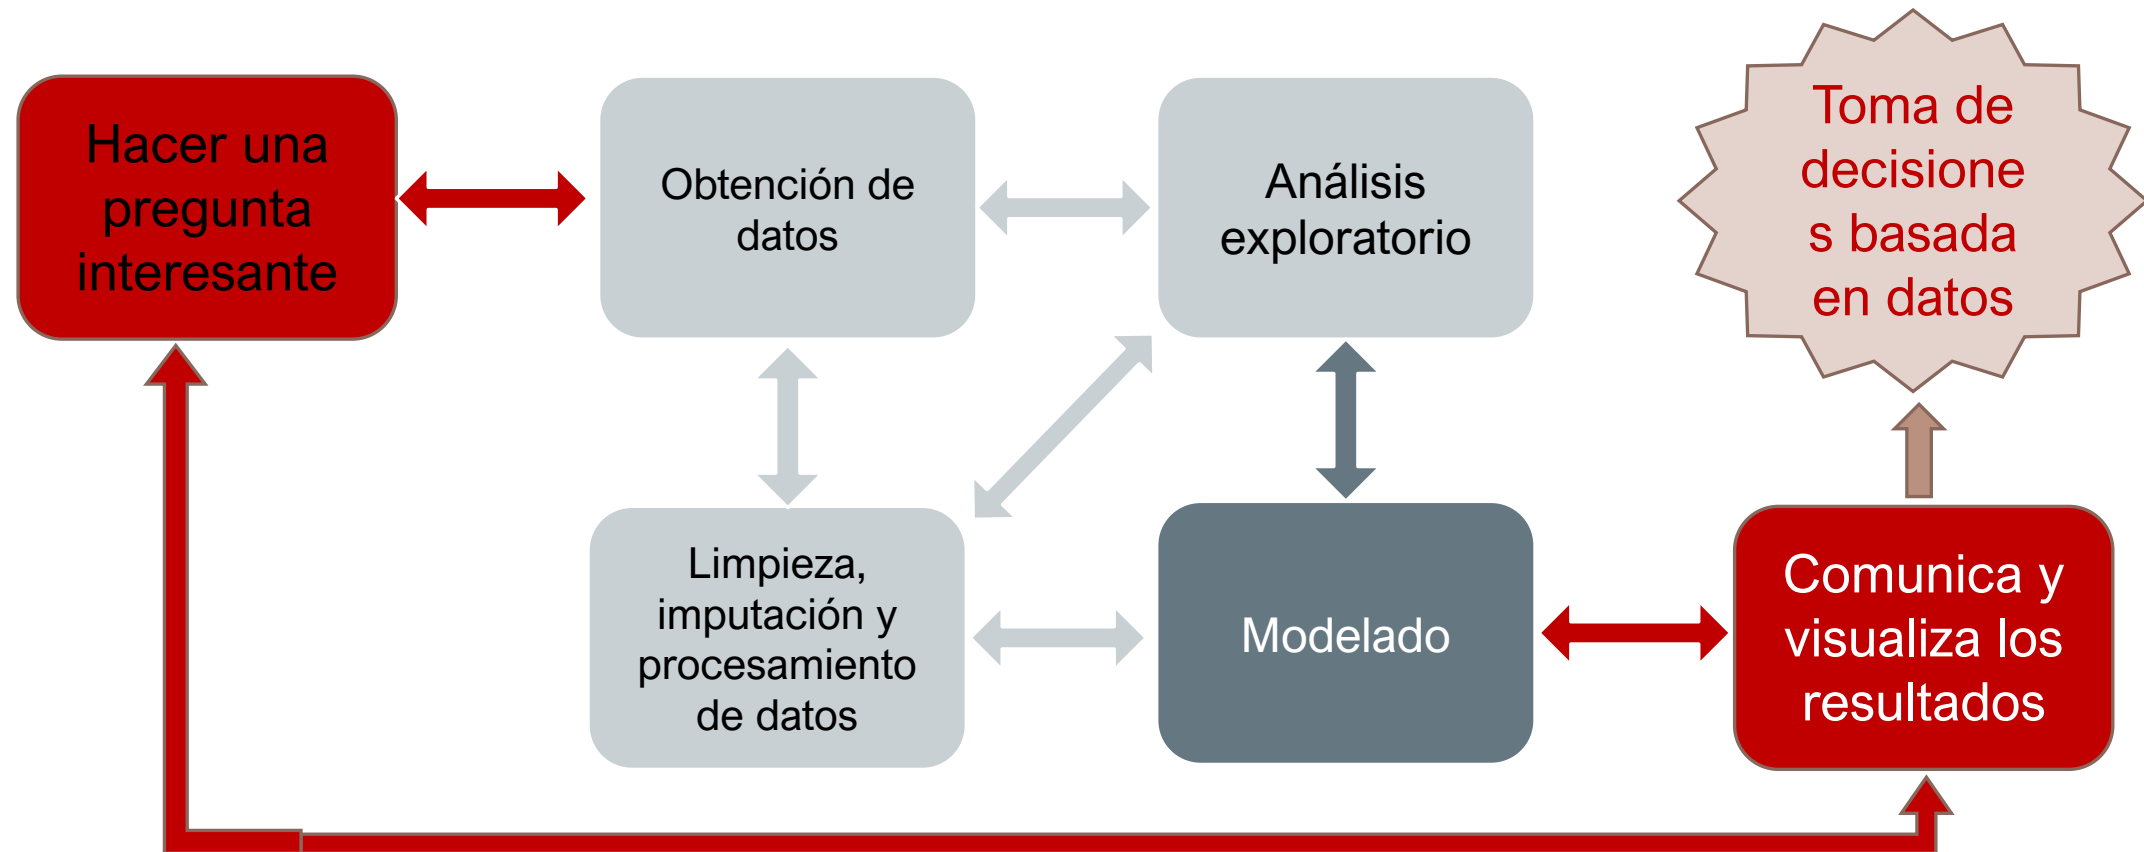 Hacer una
pregunta
interesante
Obtención de
datos
Análisis
exploratorio
Toma de
decisione
s basada
en datos
Limpieza,
imputación y
procesamiento
de datos
Modelado
Comunica y
visualiza los
resultados